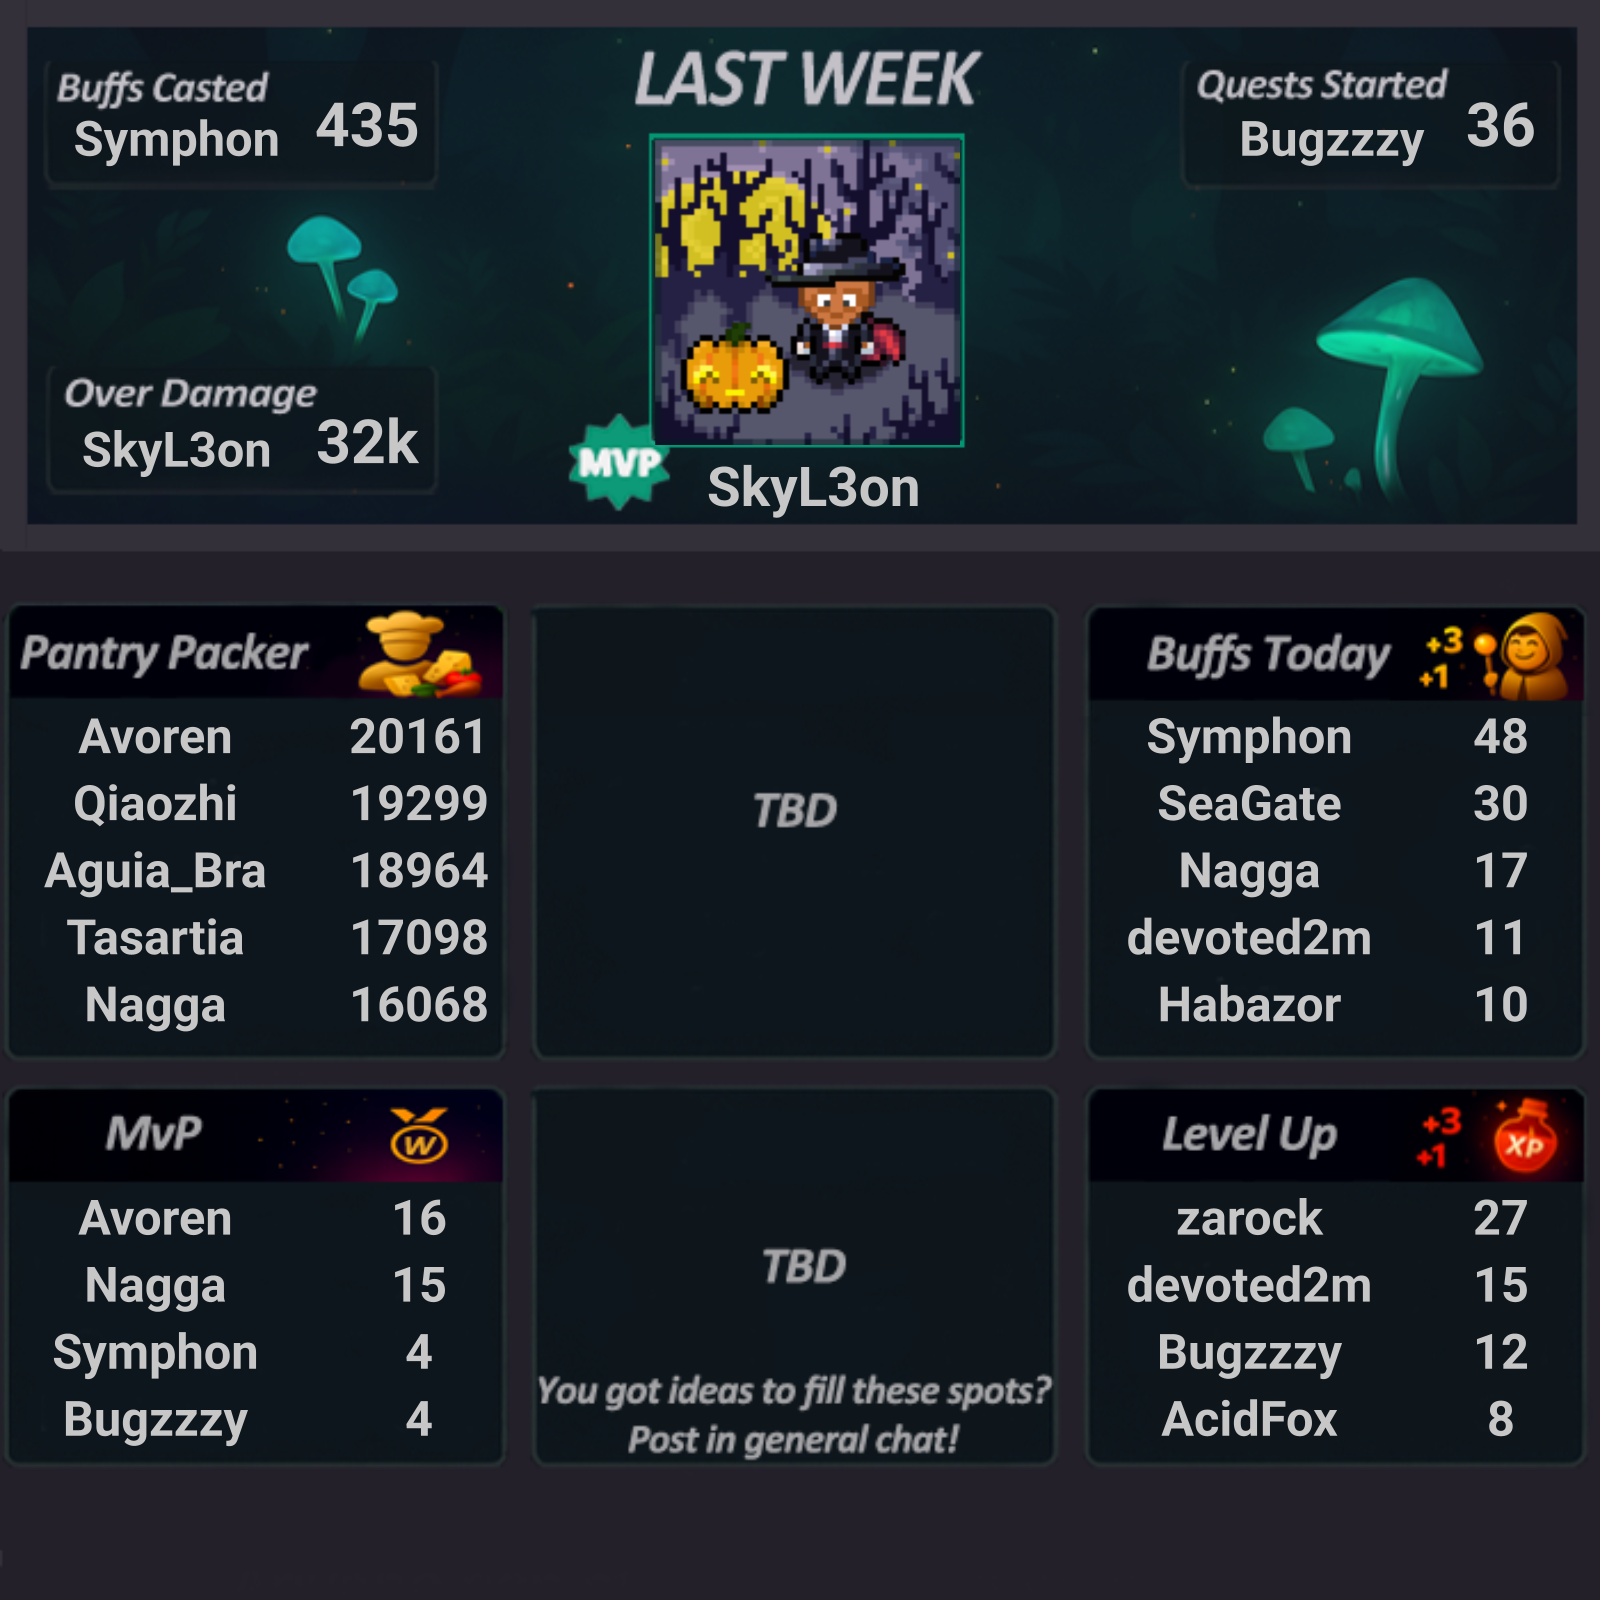 LAST WEEK
Buffs Casted
Symphon 435
Quests Started
Bugzzzy 36
Over Damage
SkyL3on 32k
MVP
SkyL3on
Pantry Packer
Avoren 20161
Qiaozhi 19299
Aguia_Bra 18964
Tasartia 17098
Nagga 16068
TBD
Buffs Today +3 +1
Symphon 48
SeaGate 30
Nagga 17
devoted2m 11
Habazor 10
MvP W
Avoren 16
Nagga 15
Symphon 4
Bugzzzy 4
TBD
You got ideas to fill these spots?
Post in general chat!
Level Up +3 +1 XP
zarock 27
devoted2m 15
Bugzzzy 12
AcidFox 8